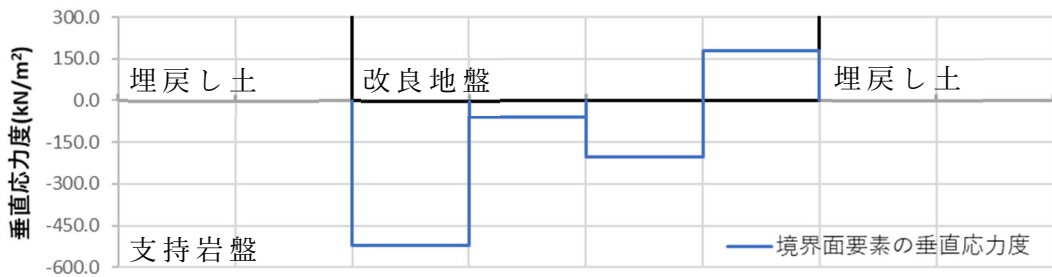 300.0
150.0
0.0
-150.0
-300.0
-450.0
-600.0
垂直応力度(kN/m²)
埋戻し土
改良地盤
埋戻し土
支持岩盤
境界面要素の垂直応力度